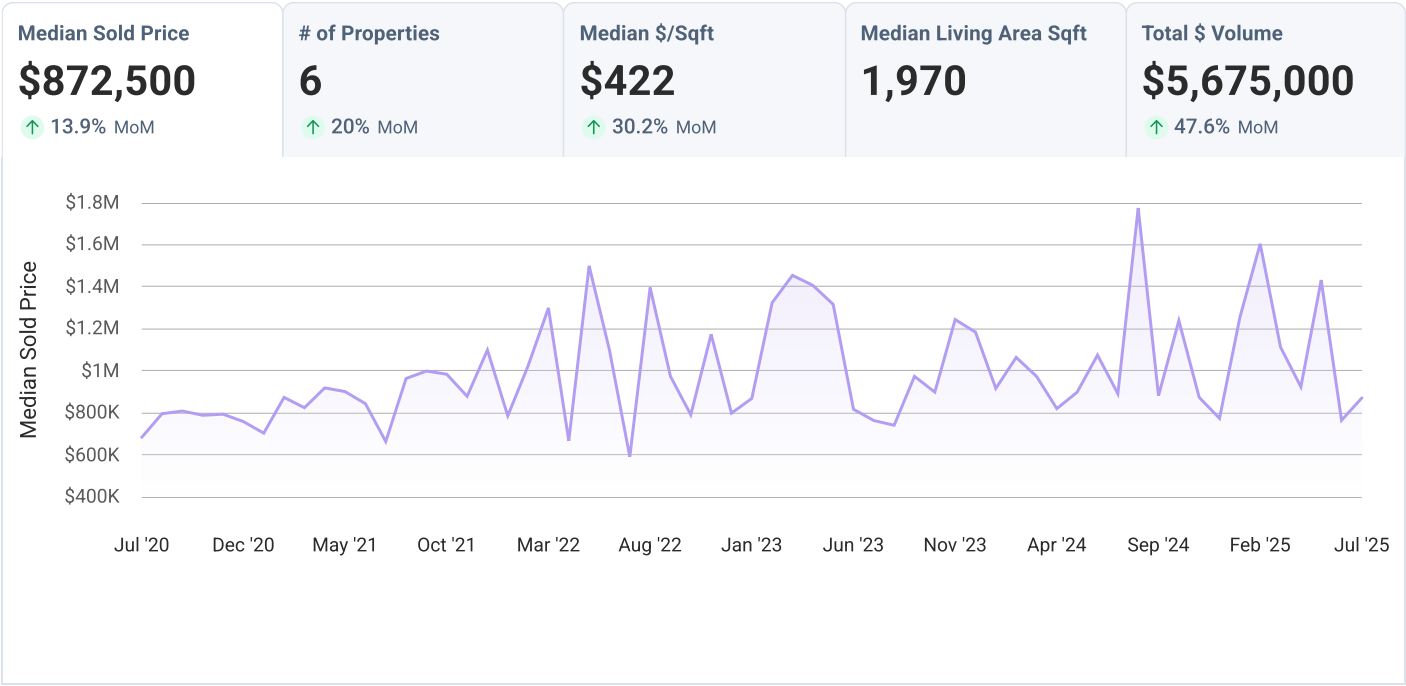 Median Sold Price
$872,500
13.9% MoM
# of Properties
6
20% MoM
Median $/Sqft
$422
30.2% MoM
Median Living Area Sqft
1,970
Total $ Volume
$5,675,000
47.6% MoM
Median Sold Price
$1.8M
$1.6M
$1.4M
$1.2M
$1M
$800K
$600K
$400K
Jul '20 Dec '20 May '21 Oct '21 Mar '22 Aug '22 Jan '23 Jun '23 Nov '23 Apr '24 Sep '24 Feb '25 Jul '25